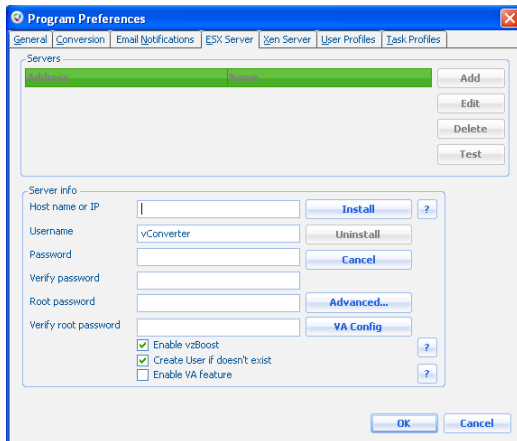 Program Preferences
General Conversion Email Notifications ESX Server Xen Server User Profiles Task Profiles
Servers
Address Name Add
Edit
Delete
Test
Server info
Host name or IP Install ?
Username vConverter Uninstall
Password Cancel
Verify password
Root password Advanced...
Verify root password VA Config
Enable vzBoost ?
Create User if doesn't exist
Enable VA feature ?
OK Cancel